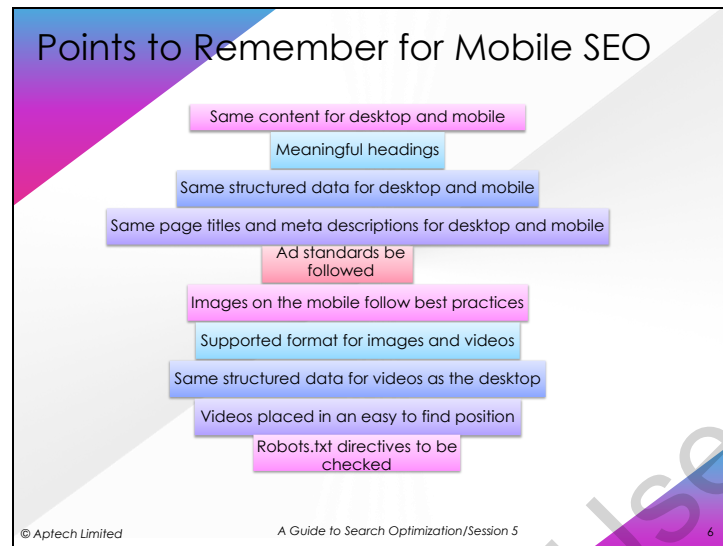 Points to Remember for Mobile SEO
Same content for desktop and mobile
Meaningful headings
Same structured data for desktop and mobile
Same page titles and meta descriptions for desktop and mobile
Ad standards be
followed
Images on the mobile follow best practices
Supported format for images and videos
Same structured data for videos as the desktop
Videos placed in an easy to find position
Robots.txt directives to be
checked
Use
© Aptech Limited
A Guide to Search Optimization/Session 5
6